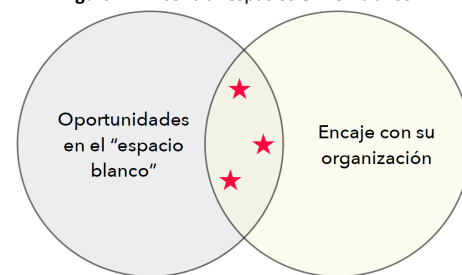 Oportunidades
en el “espacio
blanco”
Encaje con su
organización